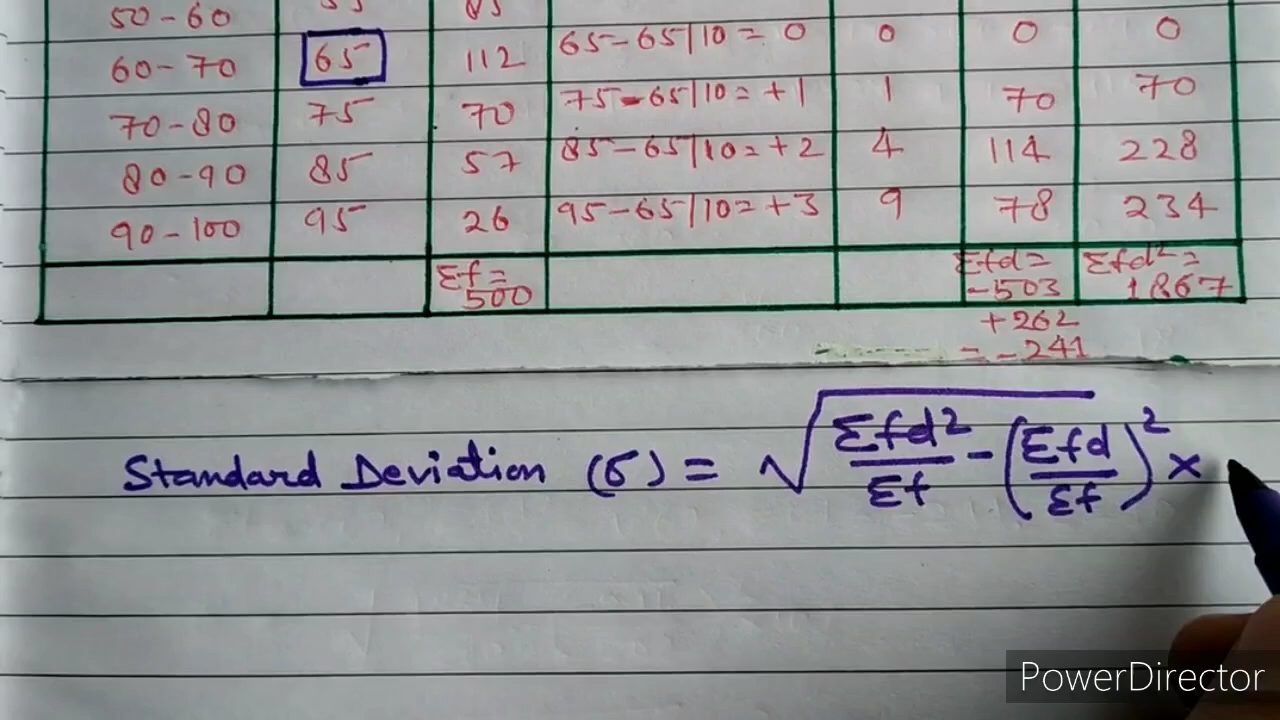 50-60
60-70 65 112 65-65/10=0 0 0 0
70-80 75 70 75-65/10=+1 1 70 70
80-90 85 57 85-65/10=+2 4 114 228
90-100 95 26 95-65/10=+3 9 78 234
Σf= Σfd= Σfd²=
500 -503 1867
+262
=-241
Standard Deviation (σ) = √ Σfd²/Σf - (Σfd/Σf)² ×
PowerDirector